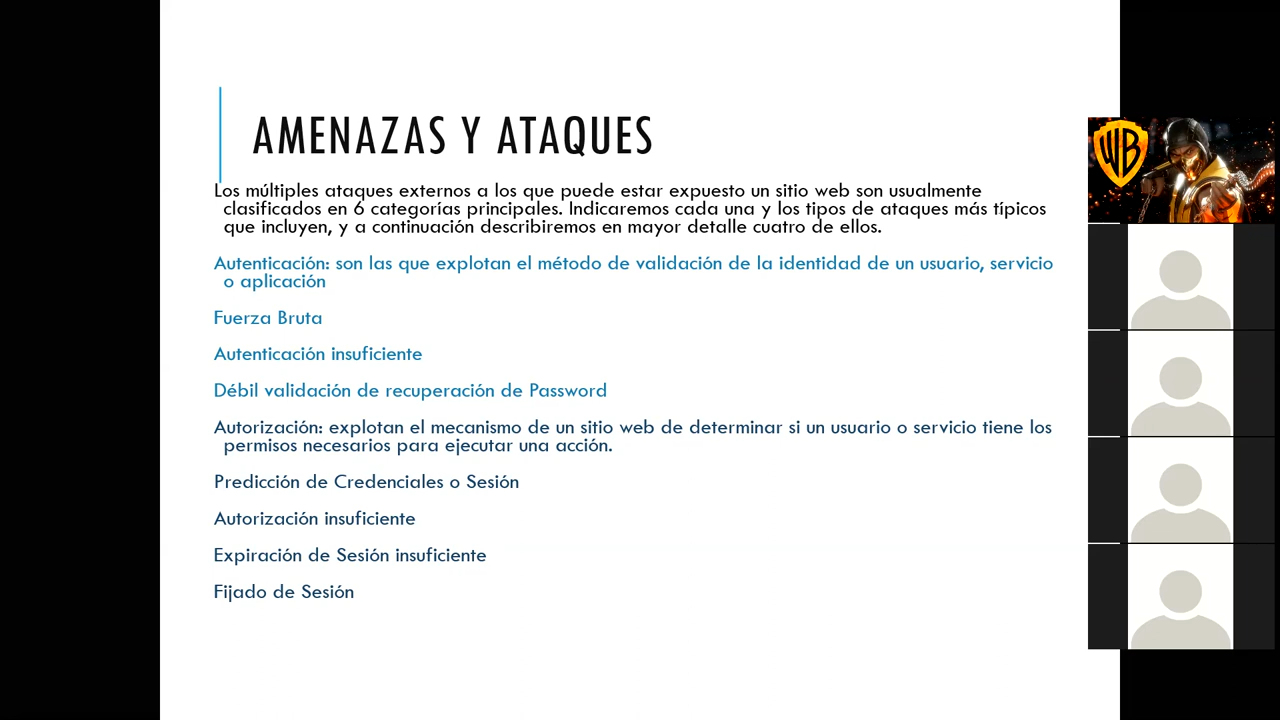 AMENAZAS Y ATAQUES
Los múltiples ataques externos a los que puede estar expuesto un sitio web son usualmente
clasificados en 6 categorías principales. Indicaremos cada una y los tipos de ataques más típicos
que incluyen, y a continuación describiremos en mayor detalle cuatro de ellos.
Autenticación: son las que explotan el método de validación de la identidad de un usuario, servicio
o aplicación
Fuerza Bruta
Autenticación insuficiente
Débil validación de recuperación de Password
Autorización: explotan el mecanismo de un sitio web de determinar si un usuario o servicio tiene los
permisos necesarios para ejecutar una acción.
Predicción de Credenciales o Sesión
Autorización insuficiente
Expiración de Sesión insuficiente
Fijado de Sesión
WB